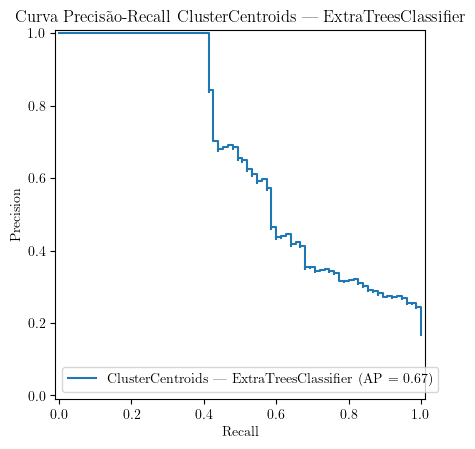 Curva Precisão-Recall ClusterCentroids — ExtraTreesClassifier
1.0
0.8
0.6
0.4
0.2
0.0
Precision
0.0 0.2 0.4 0.6 0.8 1.0
Recall
ClusterCentroids — ExtraTreesClassifier (AP = 0.67)